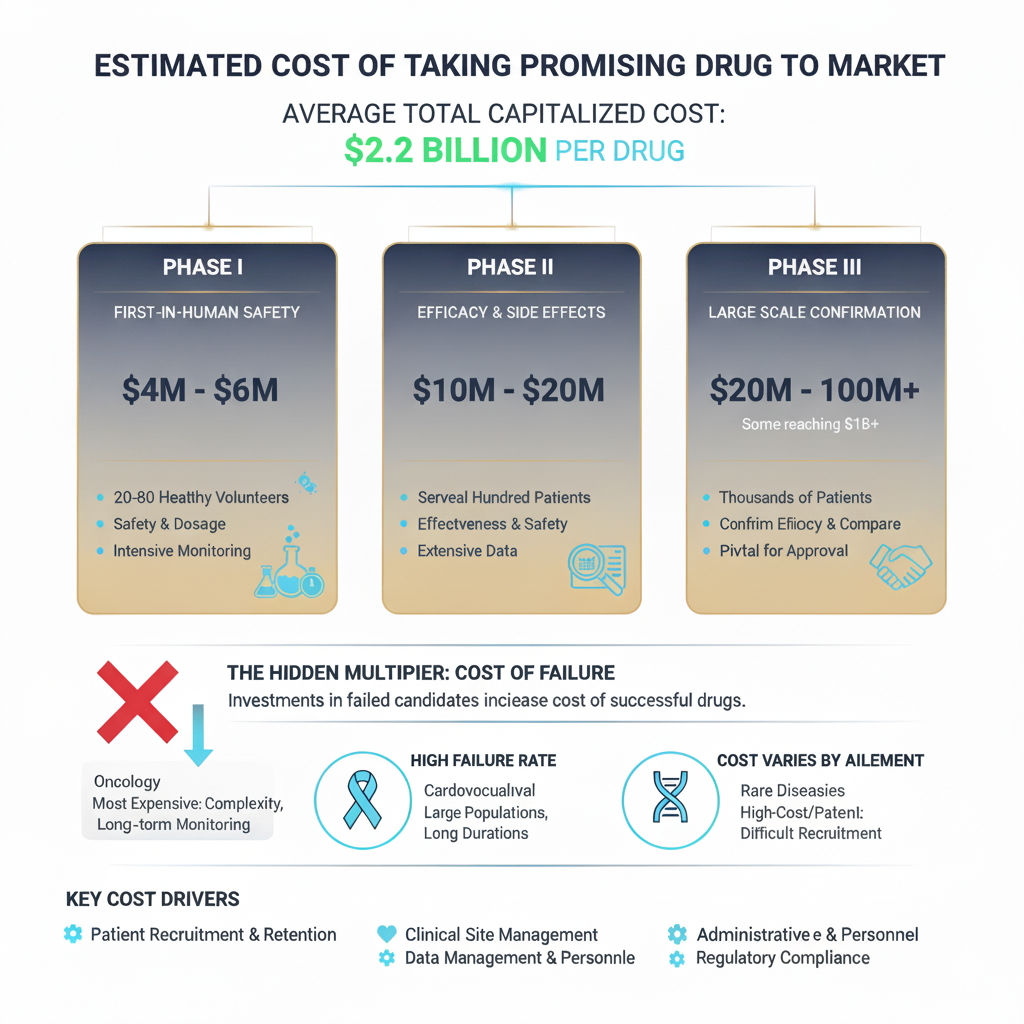 ESTIMATED COST OF TAKING PROMISING DRUG TO MARKET
AVERAGE TOTAL CAPITALIZED COST:
$2.2 BILLION PER DRUG
PHASE I
FIRST-IN-HUMAN SAFETY
$4M - $6M
20-80 Healthy Volunteers
Safety & Dosage
Intensive Monitoring
PHASE II
EFFICACY & SIDE EFFECTS
$10M - $20M
Serveal Hundred Patients
Effectveness & Safety
Extensive Data
PHASE III
LARGE SCALE CONFIRMATION
$20M - 100M+
Some reaching $1B+
Thousands of Patients
Confrim Efiiocy & Compare
Pivtal for Approval
THE HIDDEN MULTIPIER: COST OF FAILURE
Investments in failed candidates inciease cost of successful drugs.
Oncology
Most Expensive: Complexity,
Long-torm Monitoring
HIGH FAILURE RATE
Cardovocualıval
Large Populations,
Long Durations
COST VARIES BY AILEMENT
Rare Diseasies
High-Cost/Patent:
Difficult Recruitment
KEY COST DRIVERS
Patient Recruitment & Retention
Clinical Site Management
Data Management & Personnle
Administrative e & Personnel
Regulatory Compliance